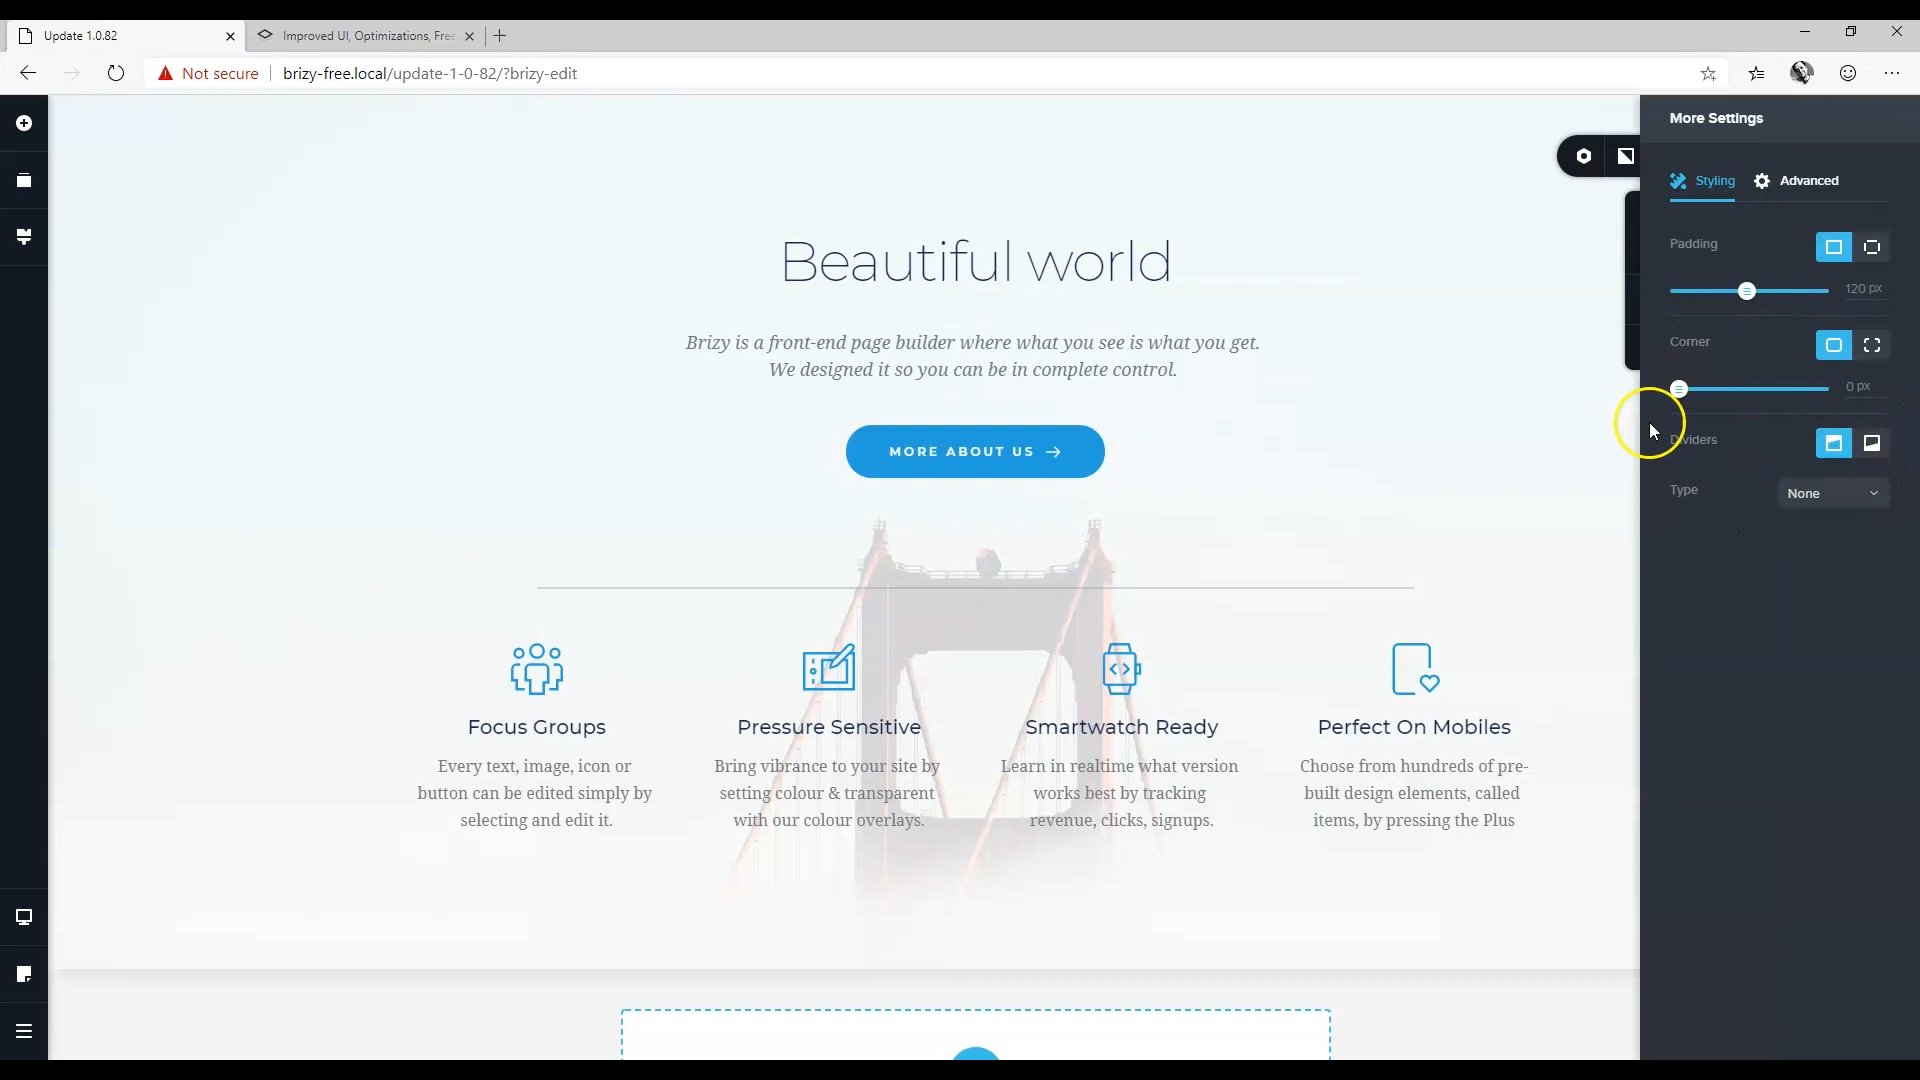 Update 1.0.82
Improved UI, Optimizations, Free
Not secure
brizy-free.local/update-1-0-82/?brizy-edit
More Settings
Styling
Advanced
Padding
120 px
Corner
0 px
Dividers
Type
None
Beautiful world
Brizy is a front-end page builder where what you see is what you get.
We designed it so you can be in complete control.
MORE ABOUT US
Focus Groups
Every text, image, icon or
button can be edited simply by
selecting and edit it.
Pressure Sensitive
Bring vibrance to your site by
setting colour & transparent
with our colour overlays.
Smartwatch Ready
Learn in realtime what version
works best by tracking
revenue, clicks, signups.
Perfect On Mobiles
Choose from hundreds of pre-
built design elements, called
items, by pressing the Plus